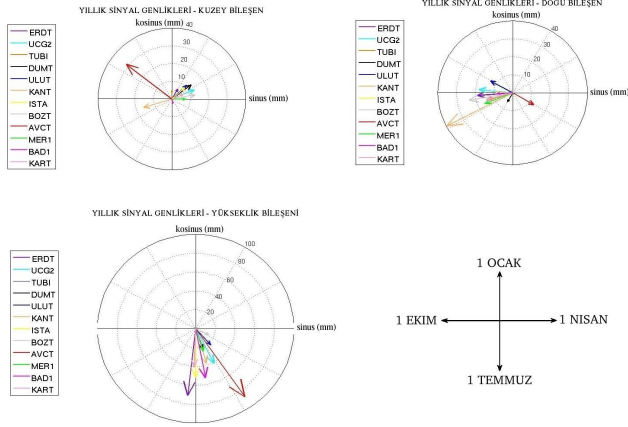 YILLIK SİNYAL GENLİKLERİ - KUZEY BİLEŞEN
kosinus (mm)
40
30
20
10
sinus (mm)
ERDT
UCG2
TUBI
DUMT
ULUT
KANT
ISTA
BOZT
AVCT
MER1
BAD1
KART
YILLIK SİNYAL GENLİKLERİ - DOĞU BİLEŞEN
kosinus (mm)
40
30
20
10
sinus (mm)
ERDT
UCG2
TUBI
DUMT
ULUT
KANT
ISTA
BOZT
AVCT
MER1
BAD1
KART
YILLIK SİNYAL GENLİKLERİ - YÜKSEKLİK BİLEŞENİ
kosinus (mm)
100
80
60
40
20
sinus (mm)
sinus (mm)
ERDT
UCG2
TUBI
DUMT
ULUT
KANT
ISTA
BOZT
AVCT
MER1
BAD1
KART
1 OCAK
1 EKIM
1 NISAN
1 TEMMUZ